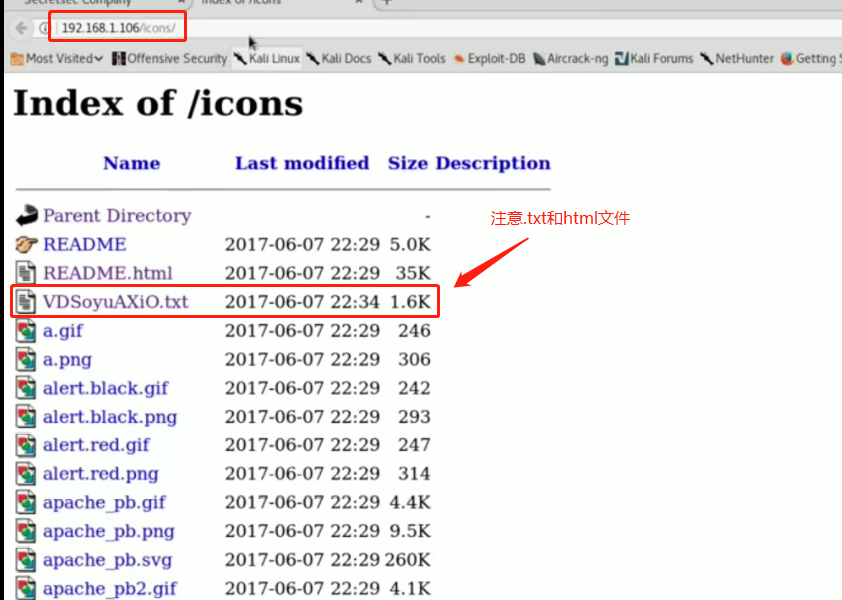 Secretsec Company
Index of /icons
192.168.1.106/icons/
Most Visited Offensive Security Kali Linux Kali Docs Kali Tools Exploit-DB Aircrack-ng Kali Forums NetHunter Getting
Index of /icons
Name Last modified Size Description
Parent Directory -
注意.txt和html文件
README 2017-06-07 22:29 5.0K
README.html 2017-06-07 22:29 35K
VDSoyuAXiO.txt 2017-06-07 22:34 1.6K
a.gif 2017-06-07 22:29 246
a.png 2017-06-07 22:29 306
alert.black.gif 2017-06-07 22:29 242
alert.black.png 2017-06-07 22:29 293
alert.red.gif 2017-06-07 22:29 247
alert.red.png 2017-06-07 22:29 314
apache_pb.gif 2017-06-07 22:29 4.4K
apache_pb.png 2017-06-07 22:29 9.5K
apache_pb.svg 2017-06-07 22:29 260K
apache_pb2.gif 2017-06-07 22:29 4.1K